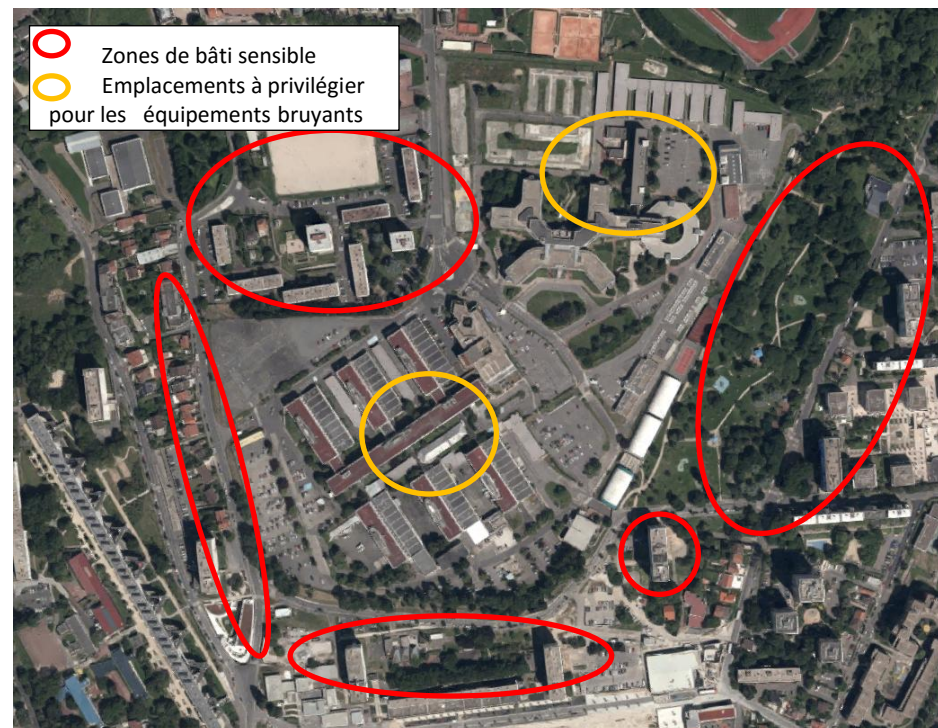 Zones de bâti sensible
Emplacements à privilégier
pour les équipements bruyants